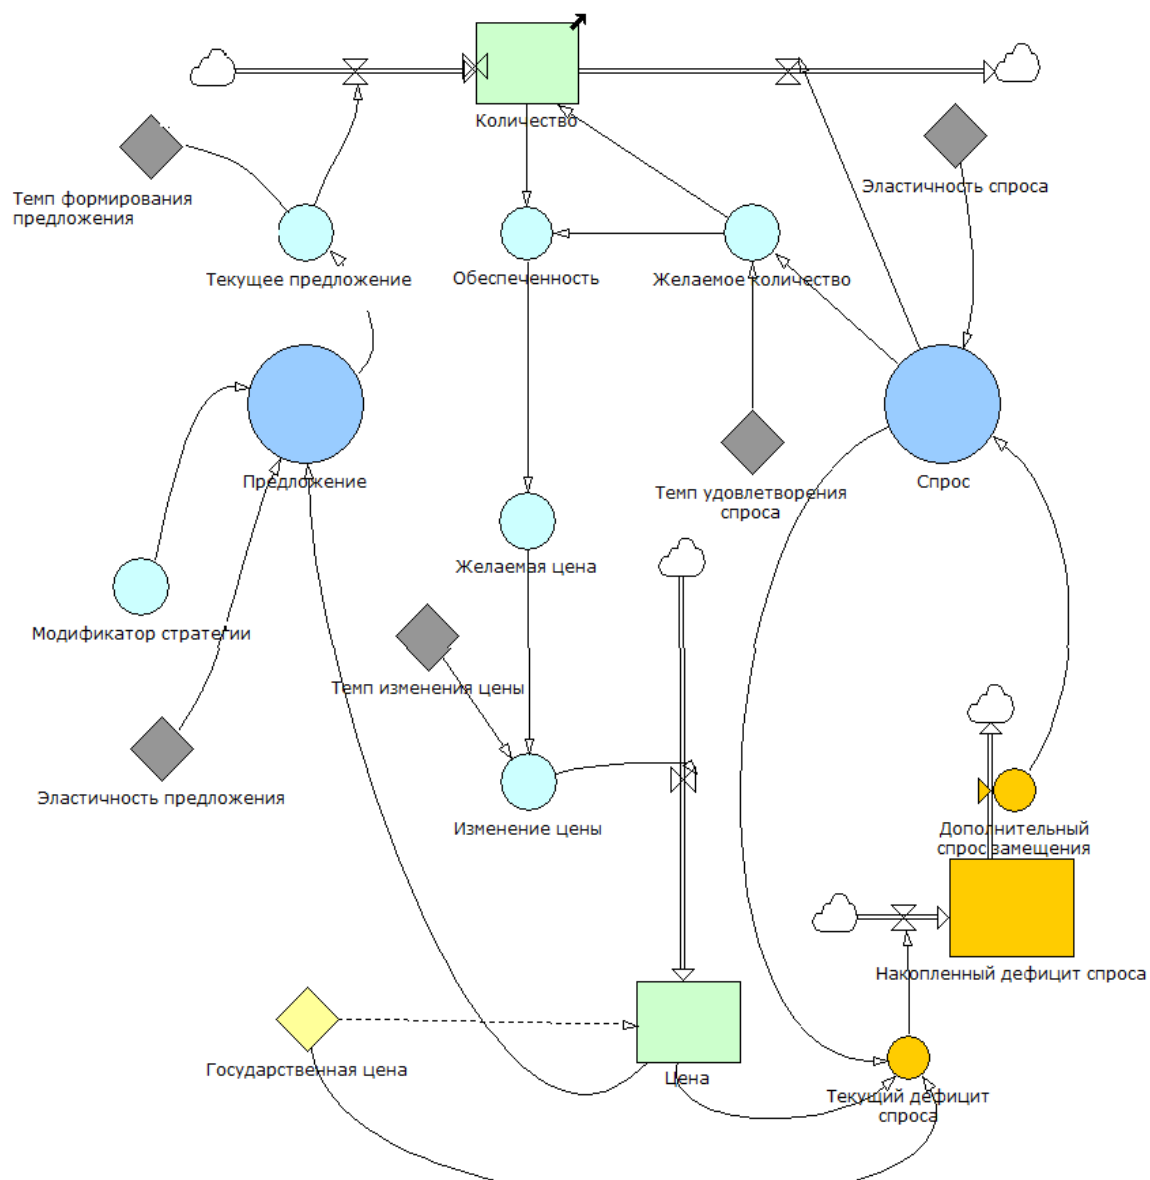 Количество
Темп формирования
предложения
Эластичность спроса
Текущее предложение
Обеспеченность
Желаемое количество
Предложение
Спрос
Темп удовлетворения
спроса
Желаемая цена
Модификатор стратегии
Темп изменения цены
Эластичность предложения
Изменение цены
Дополнительный
спрос замещения
Накопленный дефицит спроса
Государственная цена
Цена
Текущий дефицит
спроса